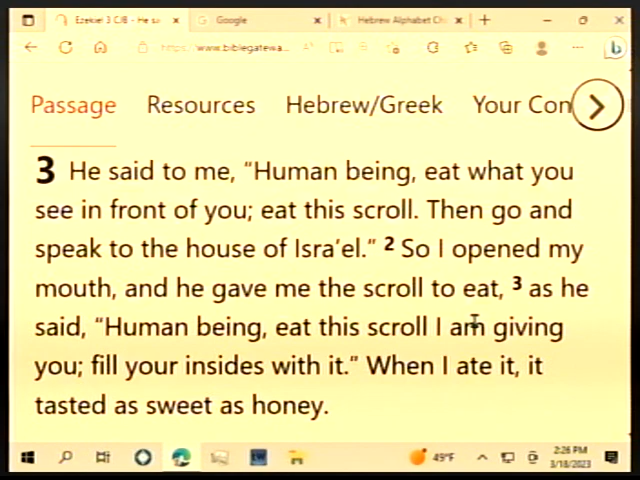 Ezekiel 3 CJB - He sa
Google
Hebrew Alphabet Ch
www.biblegatewa...
Passage Resources Hebrew/Greek Your Con
3 He said to me, "Human being, eat what you
see in front of you; eat this scroll. Then go and
speak to the house of Isra'el." 2 So I opened my
mouth, and he gave me the scroll to eat, 3 as he
said, "Human being, eat this scroll I am giving
you; fill your insides with it." When I ate it, it
tasted as sweet as honey.
49°F
2:26 PM
3/18/2023